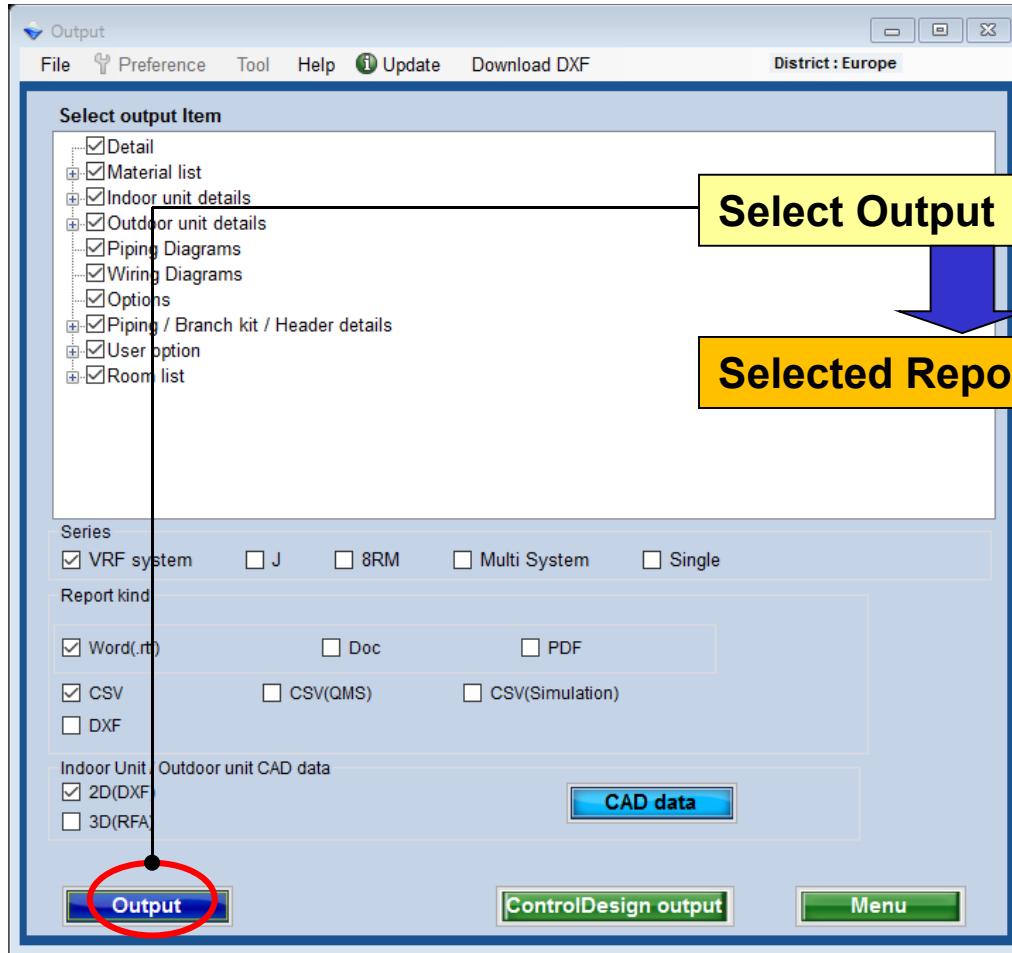 Output
File Preference Tool Help Update Download DXF District : Europe
Select output Item
Detail
Material list
Indoor unit details
Outdoor unit details
Piping Diagrams
Wiring Diagrams
Options
Piping / Branch kit / Header details
User option
Room list
Select Output
Selected Repo
Series
VRF system J 8RM Multi System Single
Report kind
Word(.rtf) Doc PDF
CSV CSV(QMS) CSV(Simulation)
DXF
Indoor Unit / Outdoor unit CAD data
2D(DXF)
3D(RFA)
CAD data
Output ControlDesign output Menu